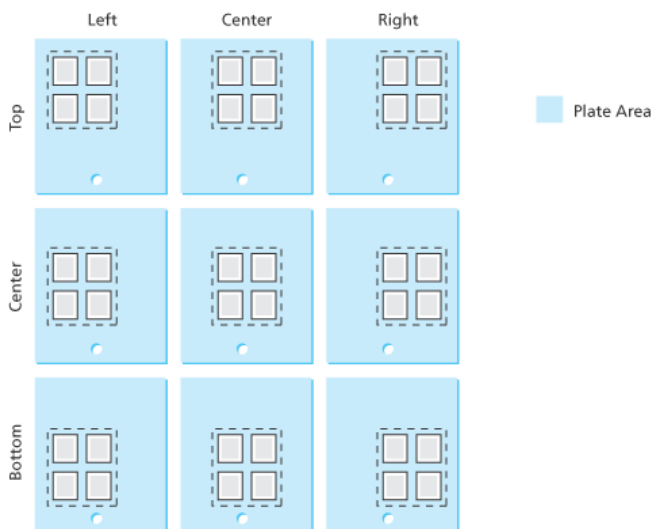 Left Center Right
Top
Plate Area
Center
Bottom